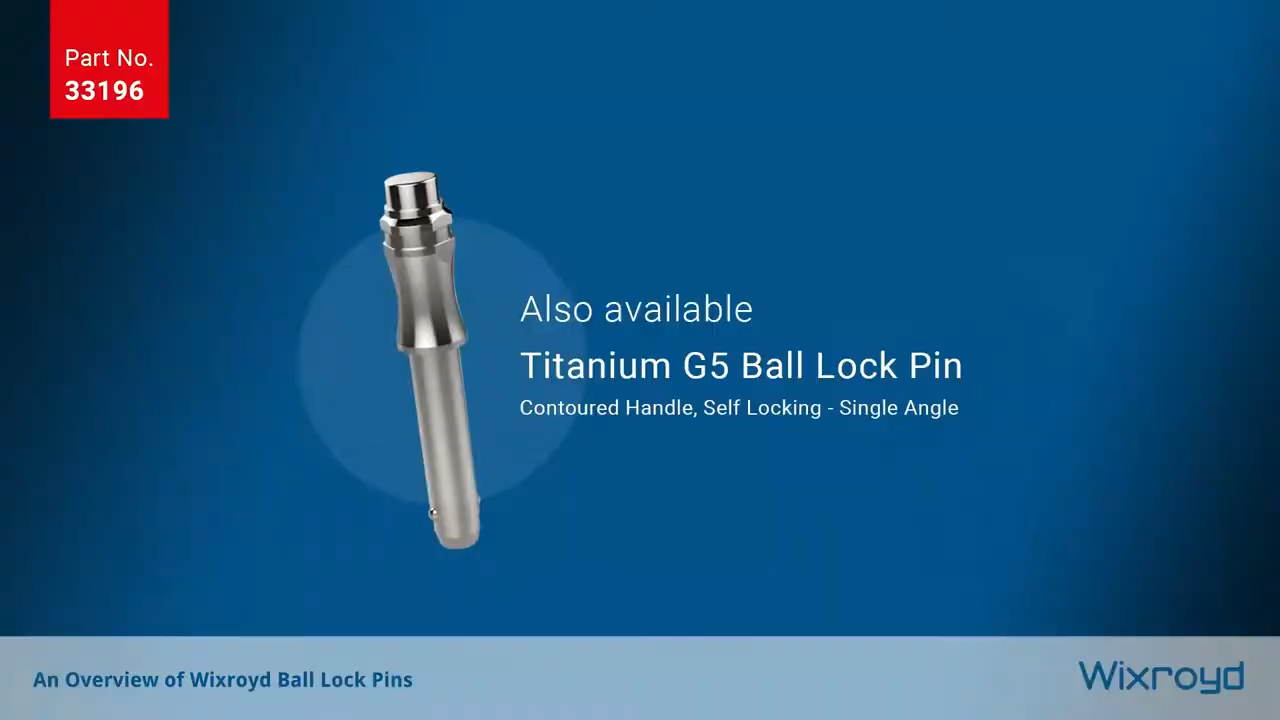 Part No.
33196
Also available
Titanium G5 Ball Lock Pin
Contoured Handle, Self Locking - Single Angle
An Overview of Wixroyd Ball Lock Pins
Wixroyd